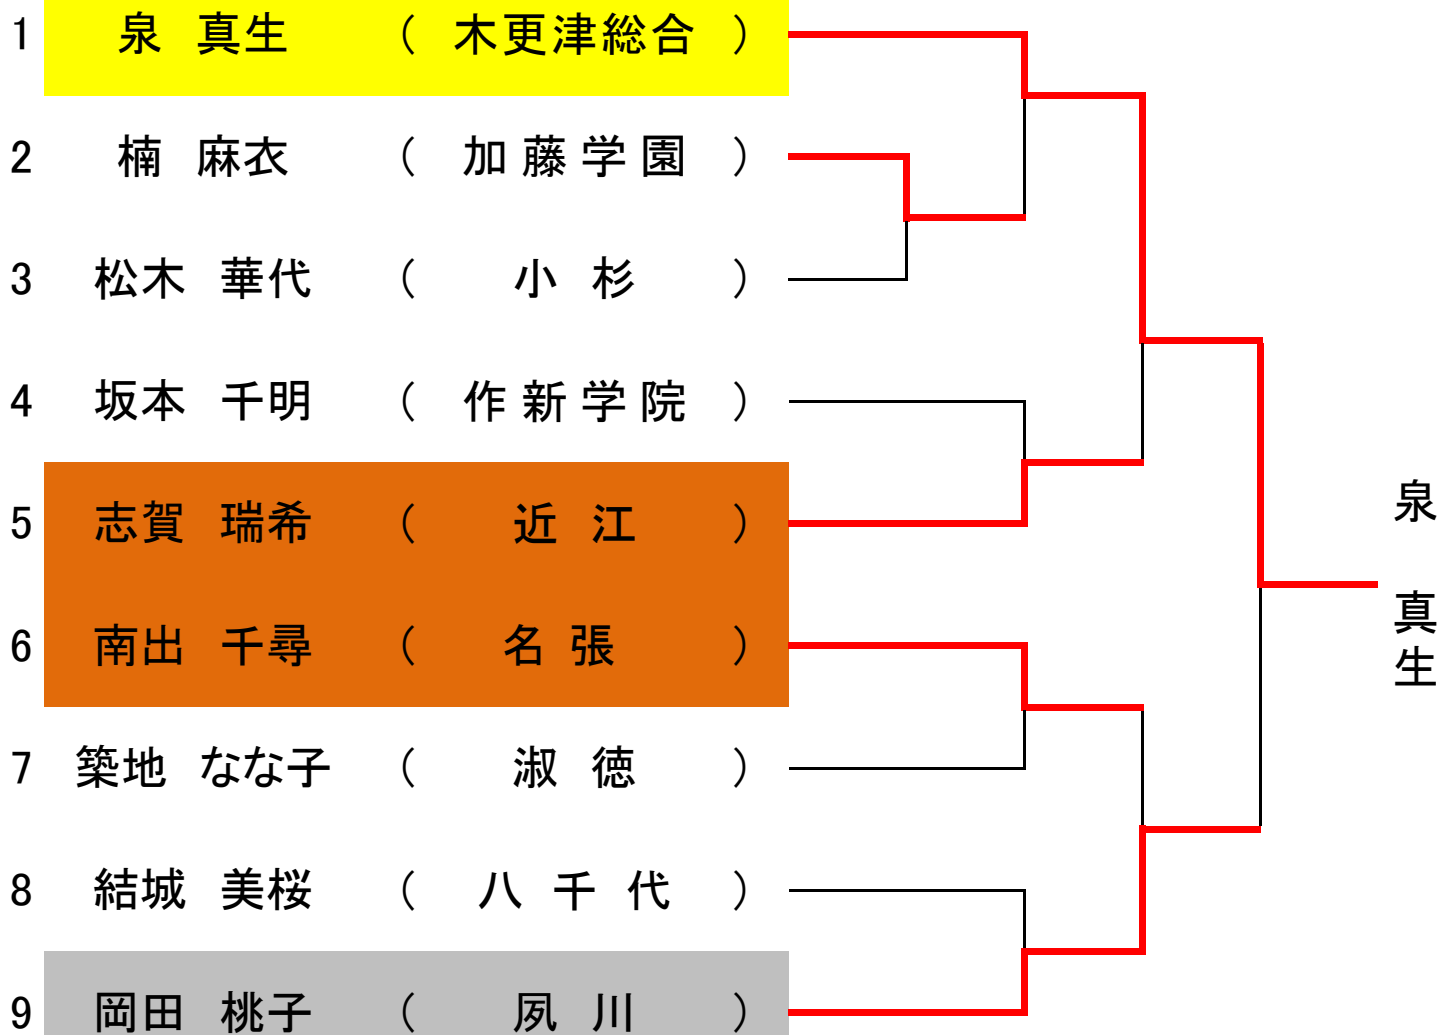 1 泉 真生 ( 木更津総合 )
2 楠 麻衣 ( 加藤学園 )
3 松木 華代 ( 小杉 )
4 坂本 千明 ( 作新学院 )
5 志賀 瑞希 ( 近江 )
6 南出 千尋 ( 名張 )
7 築地 なな子 ( 淑徳 )
8 結城 美桜 ( 八千代 )
9 岡田 桃子 ( 夙川 )
泉 真生